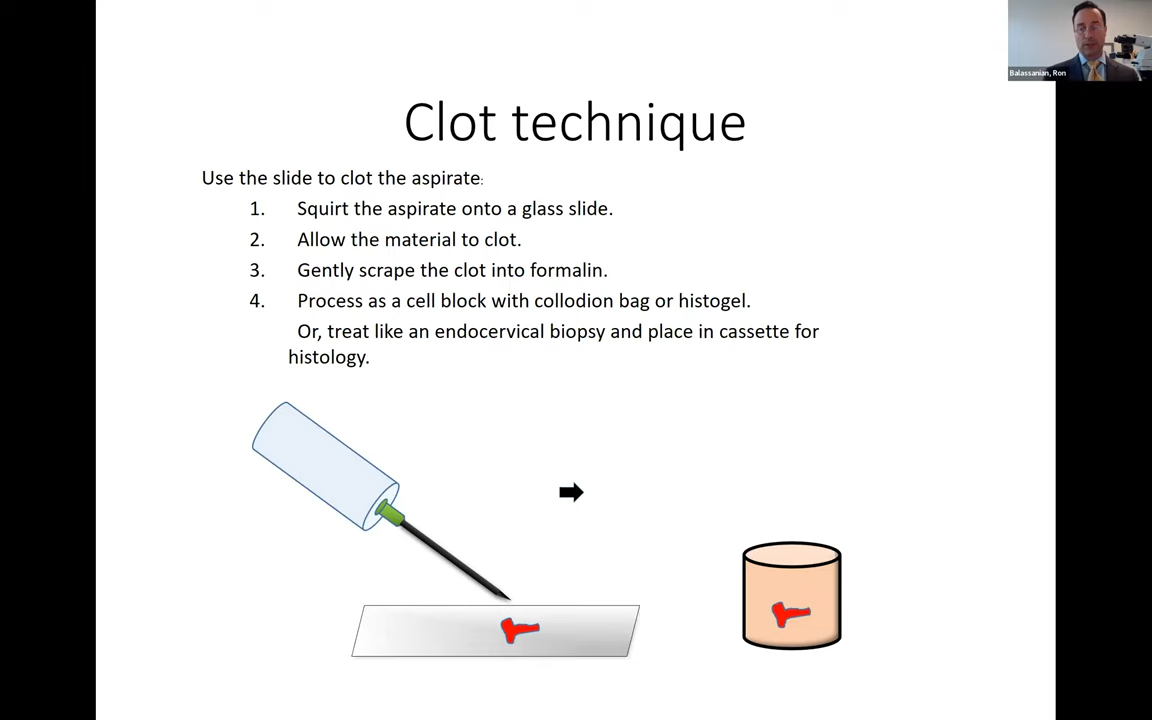 Balassanian, Ron
Clot technique
Use the slide to clot the aspirate:
1. Squirt the aspirate onto a glass slide.
2. Allow the material to clot.
3. Gently scrape the clot into formalin.
4. Process as a cell block with collodion bag or histogel.
Or, treat like an endocervical biopsy and place in cassette for
histology.